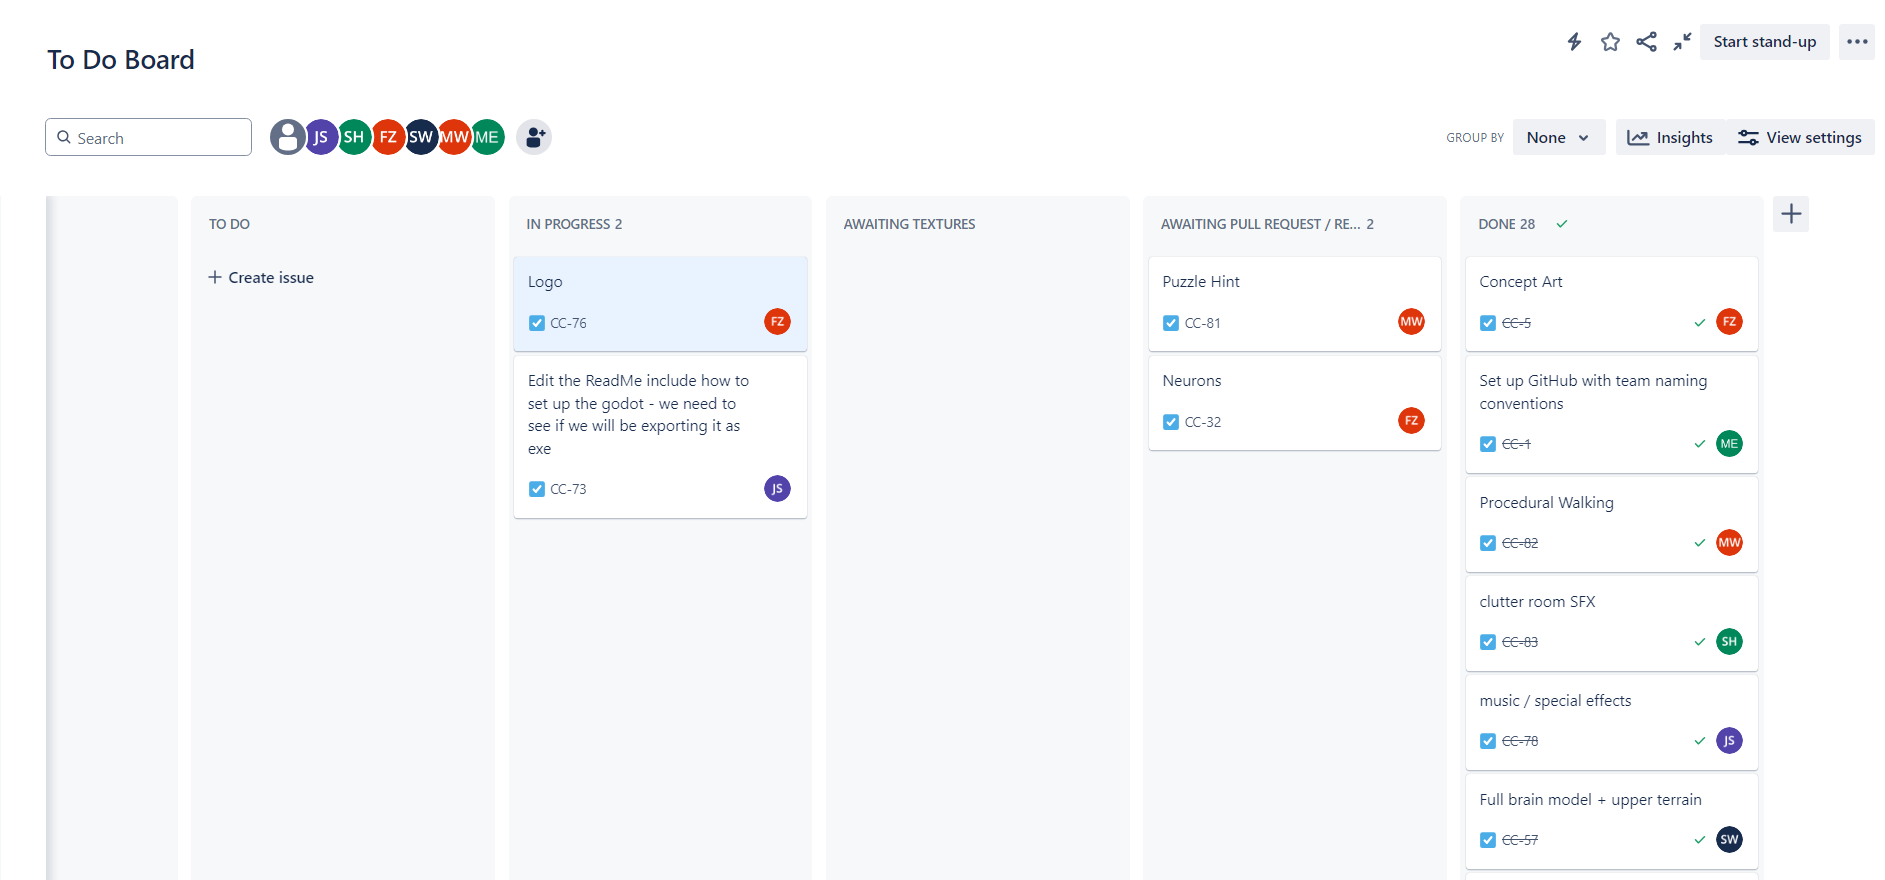 To Do Board
Start stand-up
Search
JS SH FZ SW MW ME
GROUP BY
None
Insights
View settings
TO DO
Create issue
IN PROGRESS 2
Logo
CC-76
FZ
Edit the ReadMe include how to
set up the godot - we need to
see if we will be exporting it as
exe
CC-73
JS
AWAITING TEXTURES
AWAITING PULL REQUEST / RE... 2
Puzzle Hint
CC-81
MW
Neurons
CC-32
FZ
DONE 28
Concept Art
CC-5
FZ
Set up GitHub with team naming
conventions
CC-1
ME
Procedural Walking
CC-82
MW
clutter room SFX
CC-83
SH
music / special effects
CC-78
JS
Full brain model + upper terrain
CC-57
SW